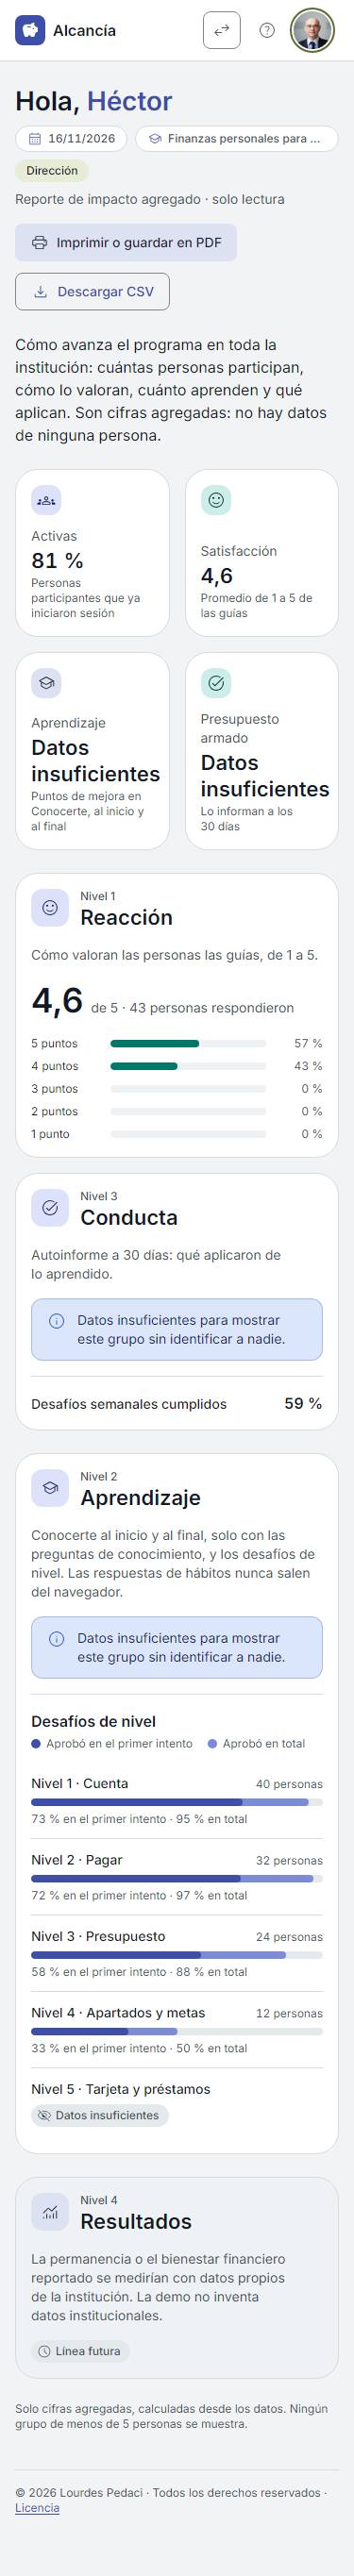 Alcancía
Hola, Héctor
16/11/2026
Finanzas personales para ...
Dirección
Reporte de impacto agregado · solo lectura
Imprimir o guardar en PDF
Descargar CSV
Cómo avanza el programa en toda la
institución: cuántas personas participan,
cómo lo valoran, cuánto aprenden y qué
aplican. Son cifras agregadas: no hay datos
de ninguna persona.
Activas
81 %
Personas
participantes que ya
iniciaron sesión
Satisfacción
4,6
Promedio de 1 a 5 de
las guías
Aprendizaje
Datos
insuficientes
Puntos de mejora en
Conocerte, al inicio y
al final
Presupuesto
armado
Datos
insuficientes
Lo informan a los
30 días
Nivel 1
Reacción
Cómo valoran las personas las guías, de 1 a 5.
4,6 de 5 · 43 personas respondieron
5 puntos 57 %
4 puntos 43 %
3 puntos 0 %
2 puntos 0 %
1 punto 0 %
Nivel 3
Conducta
Autoinforme a 30 días: qué aplicaron de
lo aprendido.
Datos insuficientes para mostrar
este grupo sin identificar a nadie.
Desafíos semanales cumplidos 59 %
Nivel 2
Aprendizaje
Conocerte al inicio y al final, solo con las
preguntas de conocimiento, y los desafíos de
nivel. Las respuestas de hábitos nunca salen
del navegador.
Datos insuficientes para mostrar
este grupo sin identificar a nadie.
Desafíos de nivel
Aprobó en el primer intento Aprobó en total
Nivel 1 · Cuenta 40 personas
73 % en el primer intento · 95 % en total
Nivel 2 · Pagar 32 personas
72 % en el primer intento · 97 % en total
Nivel 3 · Presupuesto 24 personas
58 % en el primer intento · 88 % en total
Nivel 4 · Apartados y metas 12 personas
33 % en el primer intento · 50 % en total
Nivel 5 · Tarjeta y préstamos
Datos insuficientes
Nivel 4
Resultados
La permanencia o el bienestar financiero
reportado se medirían con datos propios
de la institución. La demo no inventa
datos institucionales.
Línea futura
Solo cifras agregadas, calculadas desde los datos. Ningún
grupo de menos de 5 personas se muestra.
© 2026 Lourdes Pedaci · Todos los derechos reservados ·
Licencia